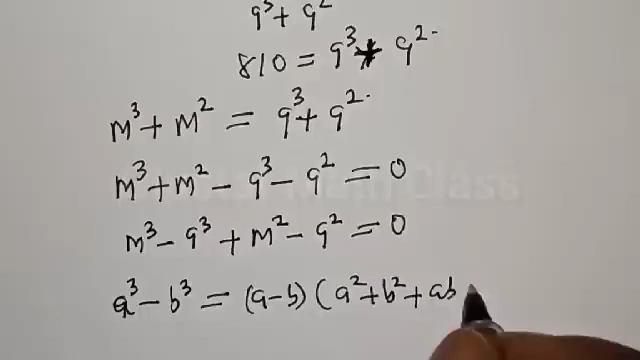 9³ + 9²
810 = 9³ + 9²
m³ + m² = 9³ + 9²
m³ + m² - 9³ - 9² = 0
m³ - 9³ + m² - 9² = 0
a³ - b³ = (a-b) (a² + b² + ab